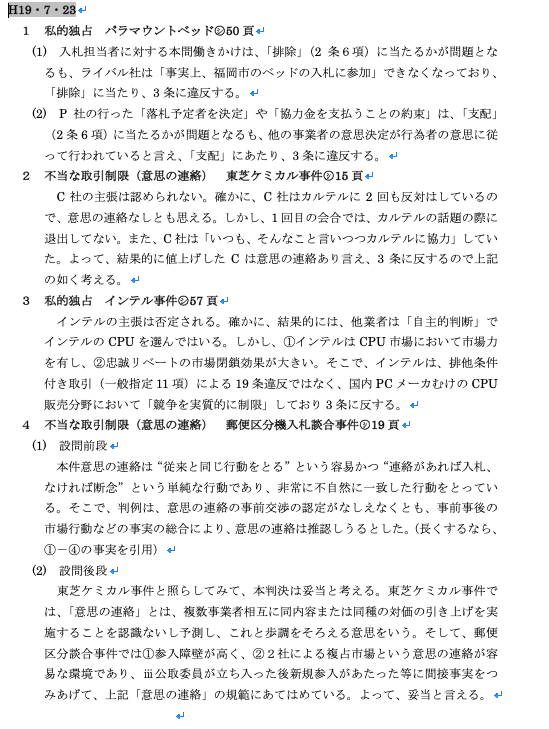 H19・7・23
1 私的独占 パラマウントベッド㉓50 頁
(1) 入札担当者に対する本間働きかけは、「排除」(2 条 6 項)に当たるかが問題とな
るも、ライバル社は「事実上、福岡市のベッドの入札に参加」できなくなっており、
「排除」に当たり、3 条に違反する。
(2) P 社の行った「落札予定者を決定」や「協力金を支払うことの約束」は、「支配」
(2 条 6 項)に当たるかが問題となるも、他の事業者の意思決定が行為者の意思に従
って行われていると言え、「支配」にあたり、3 条に違反する。
2 不当な取引制限(意思の連絡) 東芝ケミカル事件 15 頁
C 社の主張は認められない。確かに、C 社はカルテルに 2 回も反対はしているの
で、意思の連絡なしとも思える。しかし、1 回目の会合では、カルテルの話題の際に
退出してない。また、C 社は「いつも、そんなこと言いつつカルテルに協力」してい
た。よって、結果的に値上げした C は意思の連絡あり言え、3 条に反するので上記
の如く考える。
3 私的独占 インテル事件 57 頁
インテルの主張は否定される。確かに、結果的には、他業者は「自主的判断」で
インテルの CPU を選んではいる。しかし、①インテルは CPU 市場において市場力
を有し、②忠誠リベートの市場閉鎖効果が大きい。そこで、インテルは、排他条件
付き取引(一般指定 11 項)による 19 条違反ではなく、国内 PC メーカむけの CPU
販売分野において「競争を実質的に制限」しており 3 条に反する。
4 不当な取引制限(意思の連絡) 郵便区分機入札談合事件 19 頁
(1) 設問前段
本件意思の連絡は “従来と同じ行動をとる” という容易かつ “連絡があれば入札、
なければ断念” という単純な行動であり、非常に不自然に一致した行動をとってい
る。そこで、判例は、意思の連絡の事前交渉の認定がなしえなくとも、事前事後の
市場行動などの事実の総合により、意思の連絡は推認しうるとした。(長くするなら、
①－④の事実を引用)
(2) 設問後段
東芝ケミカル事件と照らしてみて、本判決は妥当と考える。東芝ケミカル事件で
は、「意思の連絡」とは、複数事業者相互に同内容または同種の対価の引き上げを実
施することを認識ないし予測し、これと歩調をそろえる意思をいう。そして、郵便
区分談合事件では①参入障壁が高く、②２社による複占市場という意思の連絡が容
易な環境であり、ⅲ公取委員が立ち入った後新規参入があたった等に間接事実をつ
みあげて、上記「意思の連絡」の規範にあてはめている。よって、妥当と言える。